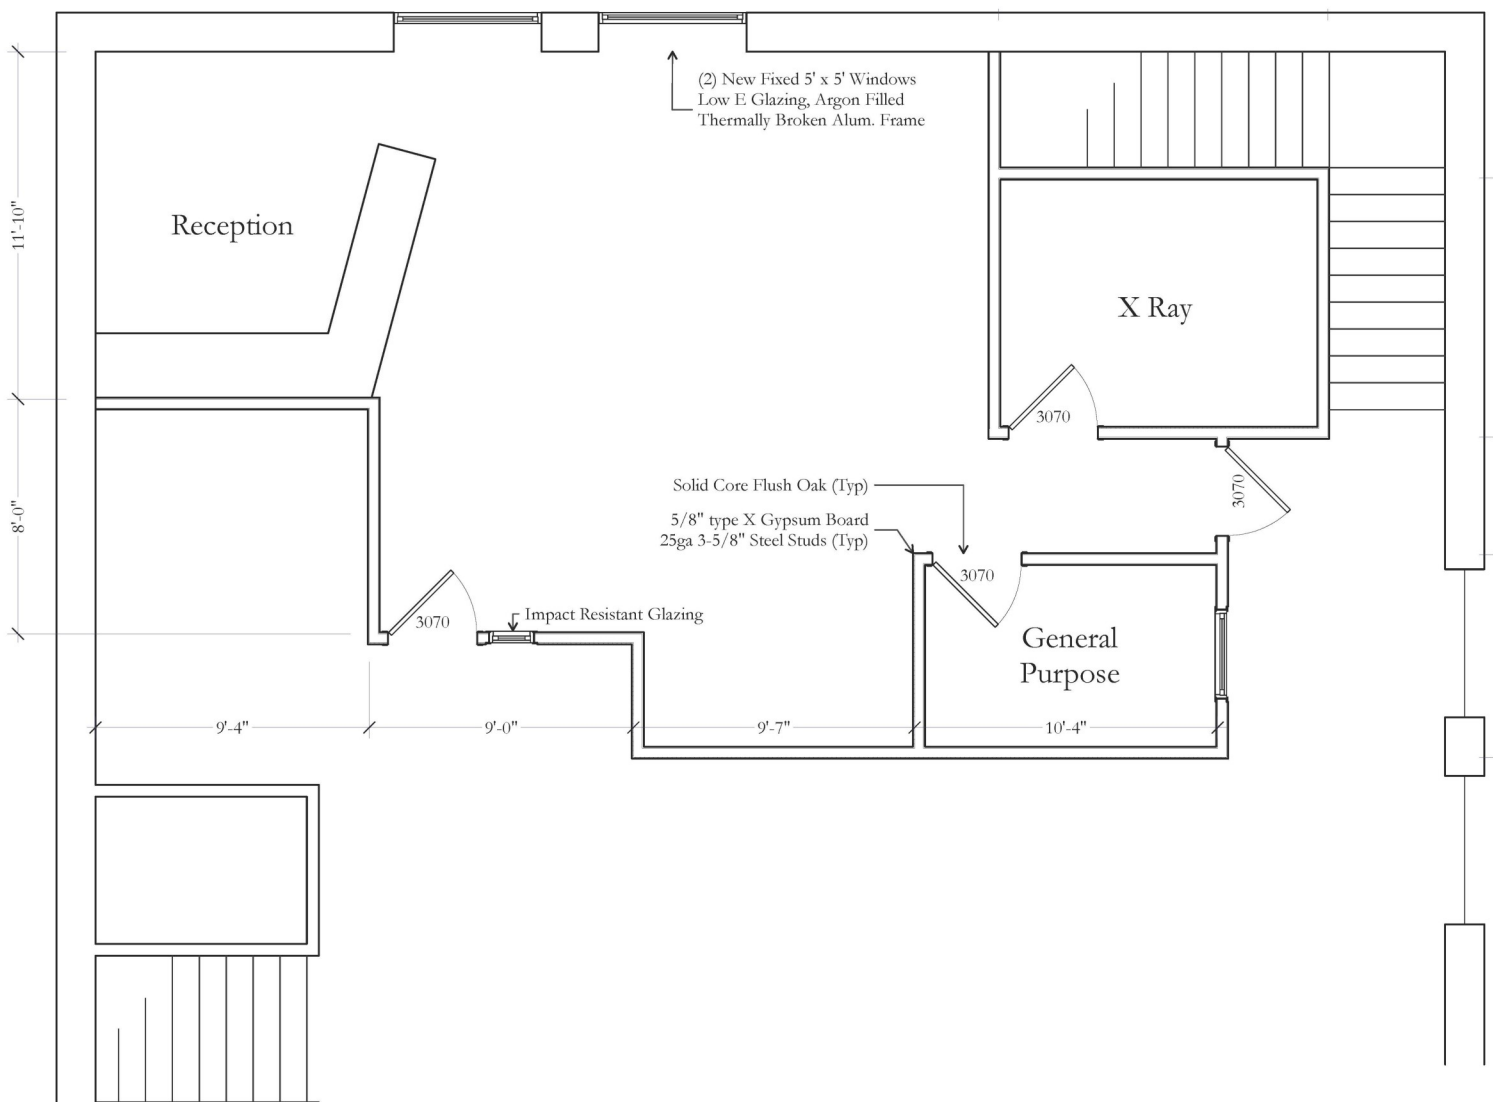 (2) New Fixed 5' x 5' Windows
Low E Glazing, Argon Filled
Thermally Broken Alum. Frame
Reception
11'-10"
X Ray
3070
Solid Core Flush Oak (Typ)
3070
5/8" type X Gypsum Board
25ga 3-5/8" Steel Studs (Typ)
8'-0"
3070
Impact Resistant Glazing
3070
General
Purpose
9'-4"
9'-0"
9'-7"
10'-4"